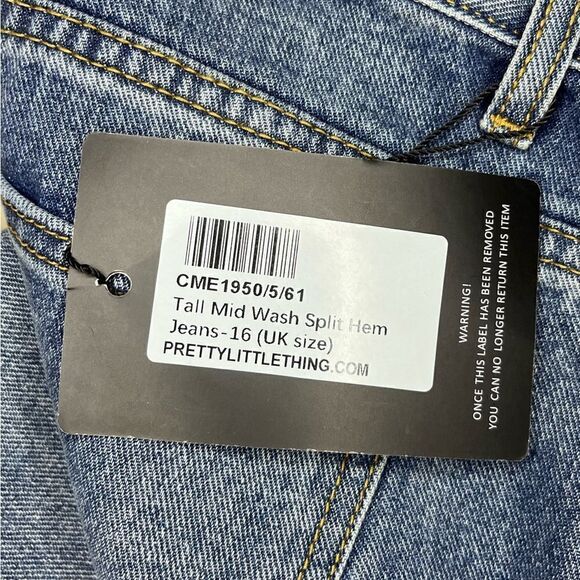 CME1950/5/61
Tall Mid Wash Split Hem
Jeans-16 (UK size)
PRETTYLITTLETHING.COM
WARNING!
ONCE THIS LABEL HAS BEEN REMOVED
YOU CAN NO LONGER RETURN THIS ITEM